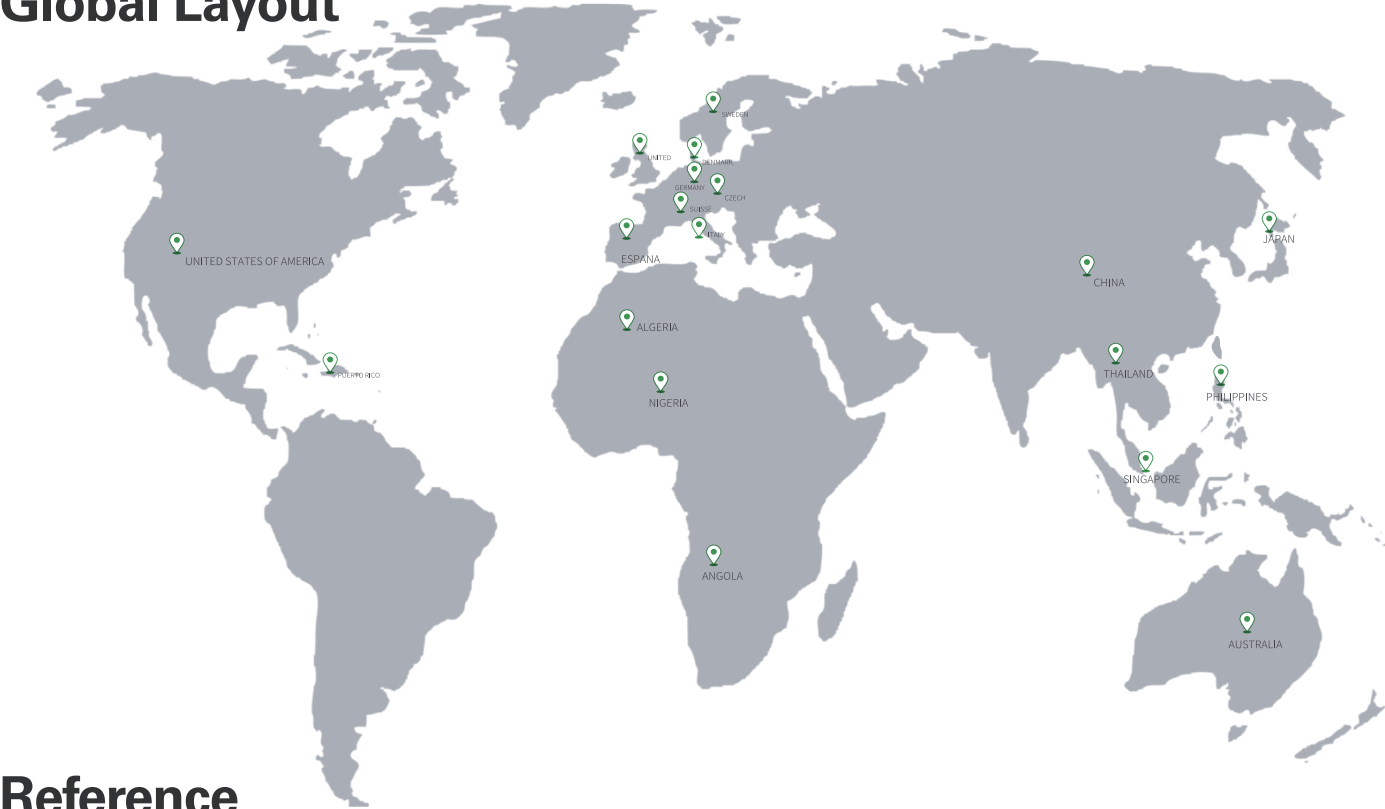 Global Layout
SWEDEN
UNITED
DENMARK
GERMANY
CZECH
SUISSE
ITALY
ESPANA
UNITED STATES OF AMERICA
JAPAN
CHINA
ALGERIA
PUERTO RICO
THAILAND
NIGERIA
PHILIPPINES
SINGAPORE
ANGOLA
AUSTRALIA
Reference